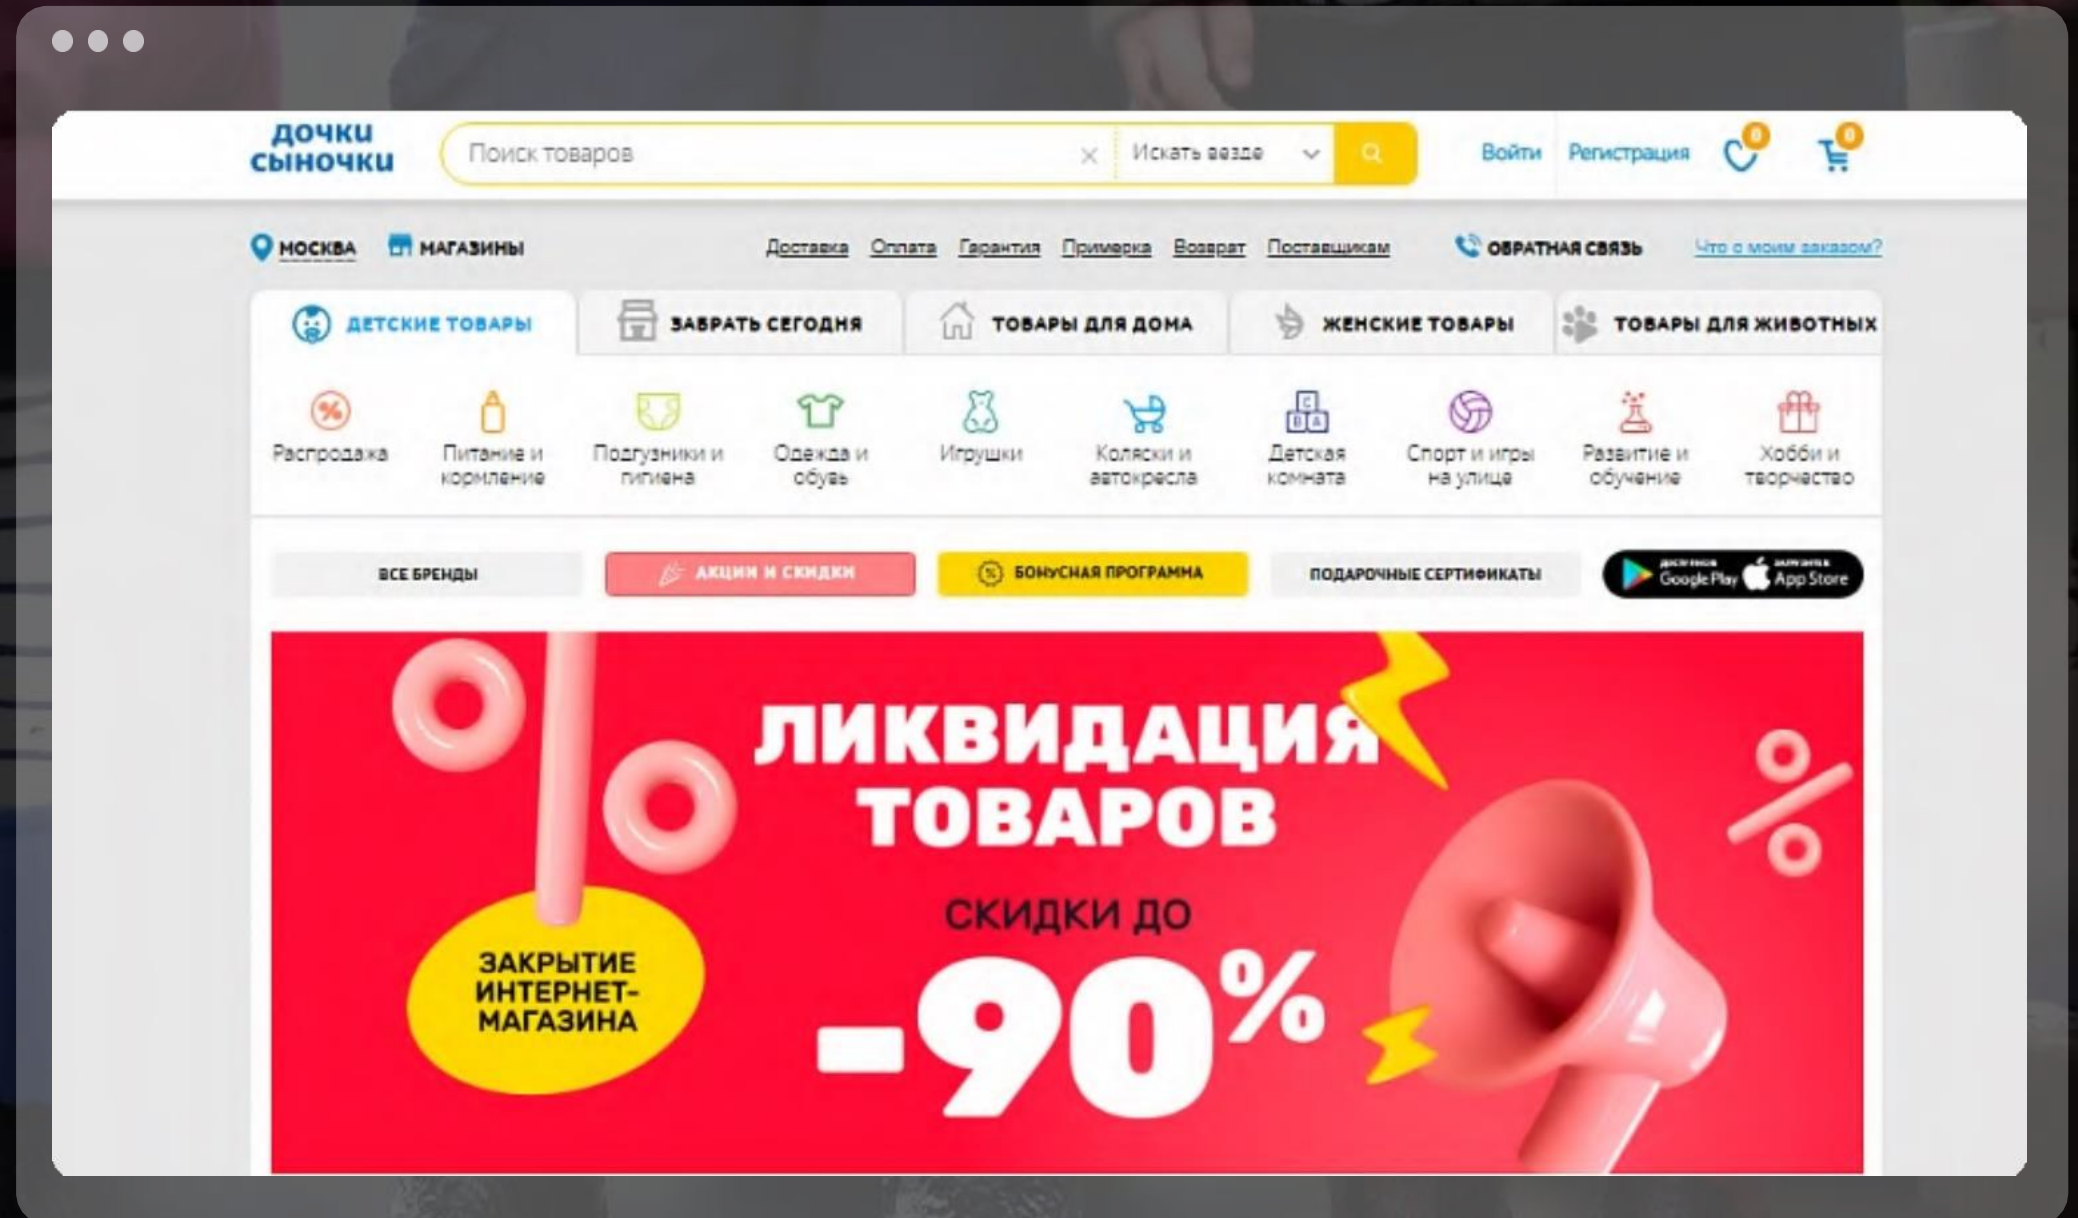 дочки
сыночки
Поиск товаров
Искать везде
Войти
Регистрация
0
0
МОСКВА
МАГАЗИНЫ
Доставка
Оплата
Гарантия
Примерка
Возврат
Поставщикам
ОБРАТНАЯ СВЯЗЬ
Что с моим заказом?
ДЕТСКИЕ ТОВАРЫ
ЗАБРАТЬ СЕГОДНЯ
ТОВАРЫ ДЛЯ ДОМА
ЖЕНСКИЕ ТОВАРЫ
ТОВАРЫ ДЛЯ ЖИВОТНЫХ
Распродажа
Питание и
кормление
Подгузники и
гигиена
Одежда и
обувь
Игрушки
Коляски и
автокресла
C
B A
Детская
комната
Спорт и игры
на улице
Развитие и
обучение
Хобби и
творчество
ВСЕ БРЕНДЫ
АКЦИИ И СКИДКИ
БОНУСНАЯ ПРОГРАММА
ПОДАРОЧНЫЕ СЕРТИФИКАТЫ
Google Play
App Store
ЛИКВИДАЦИЯ
ТОВАРОВ
СКИДКИ ДО
-90%
ЗАКРЫТИЕ
ИНТЕРНЕТ-
МАГАЗИНА